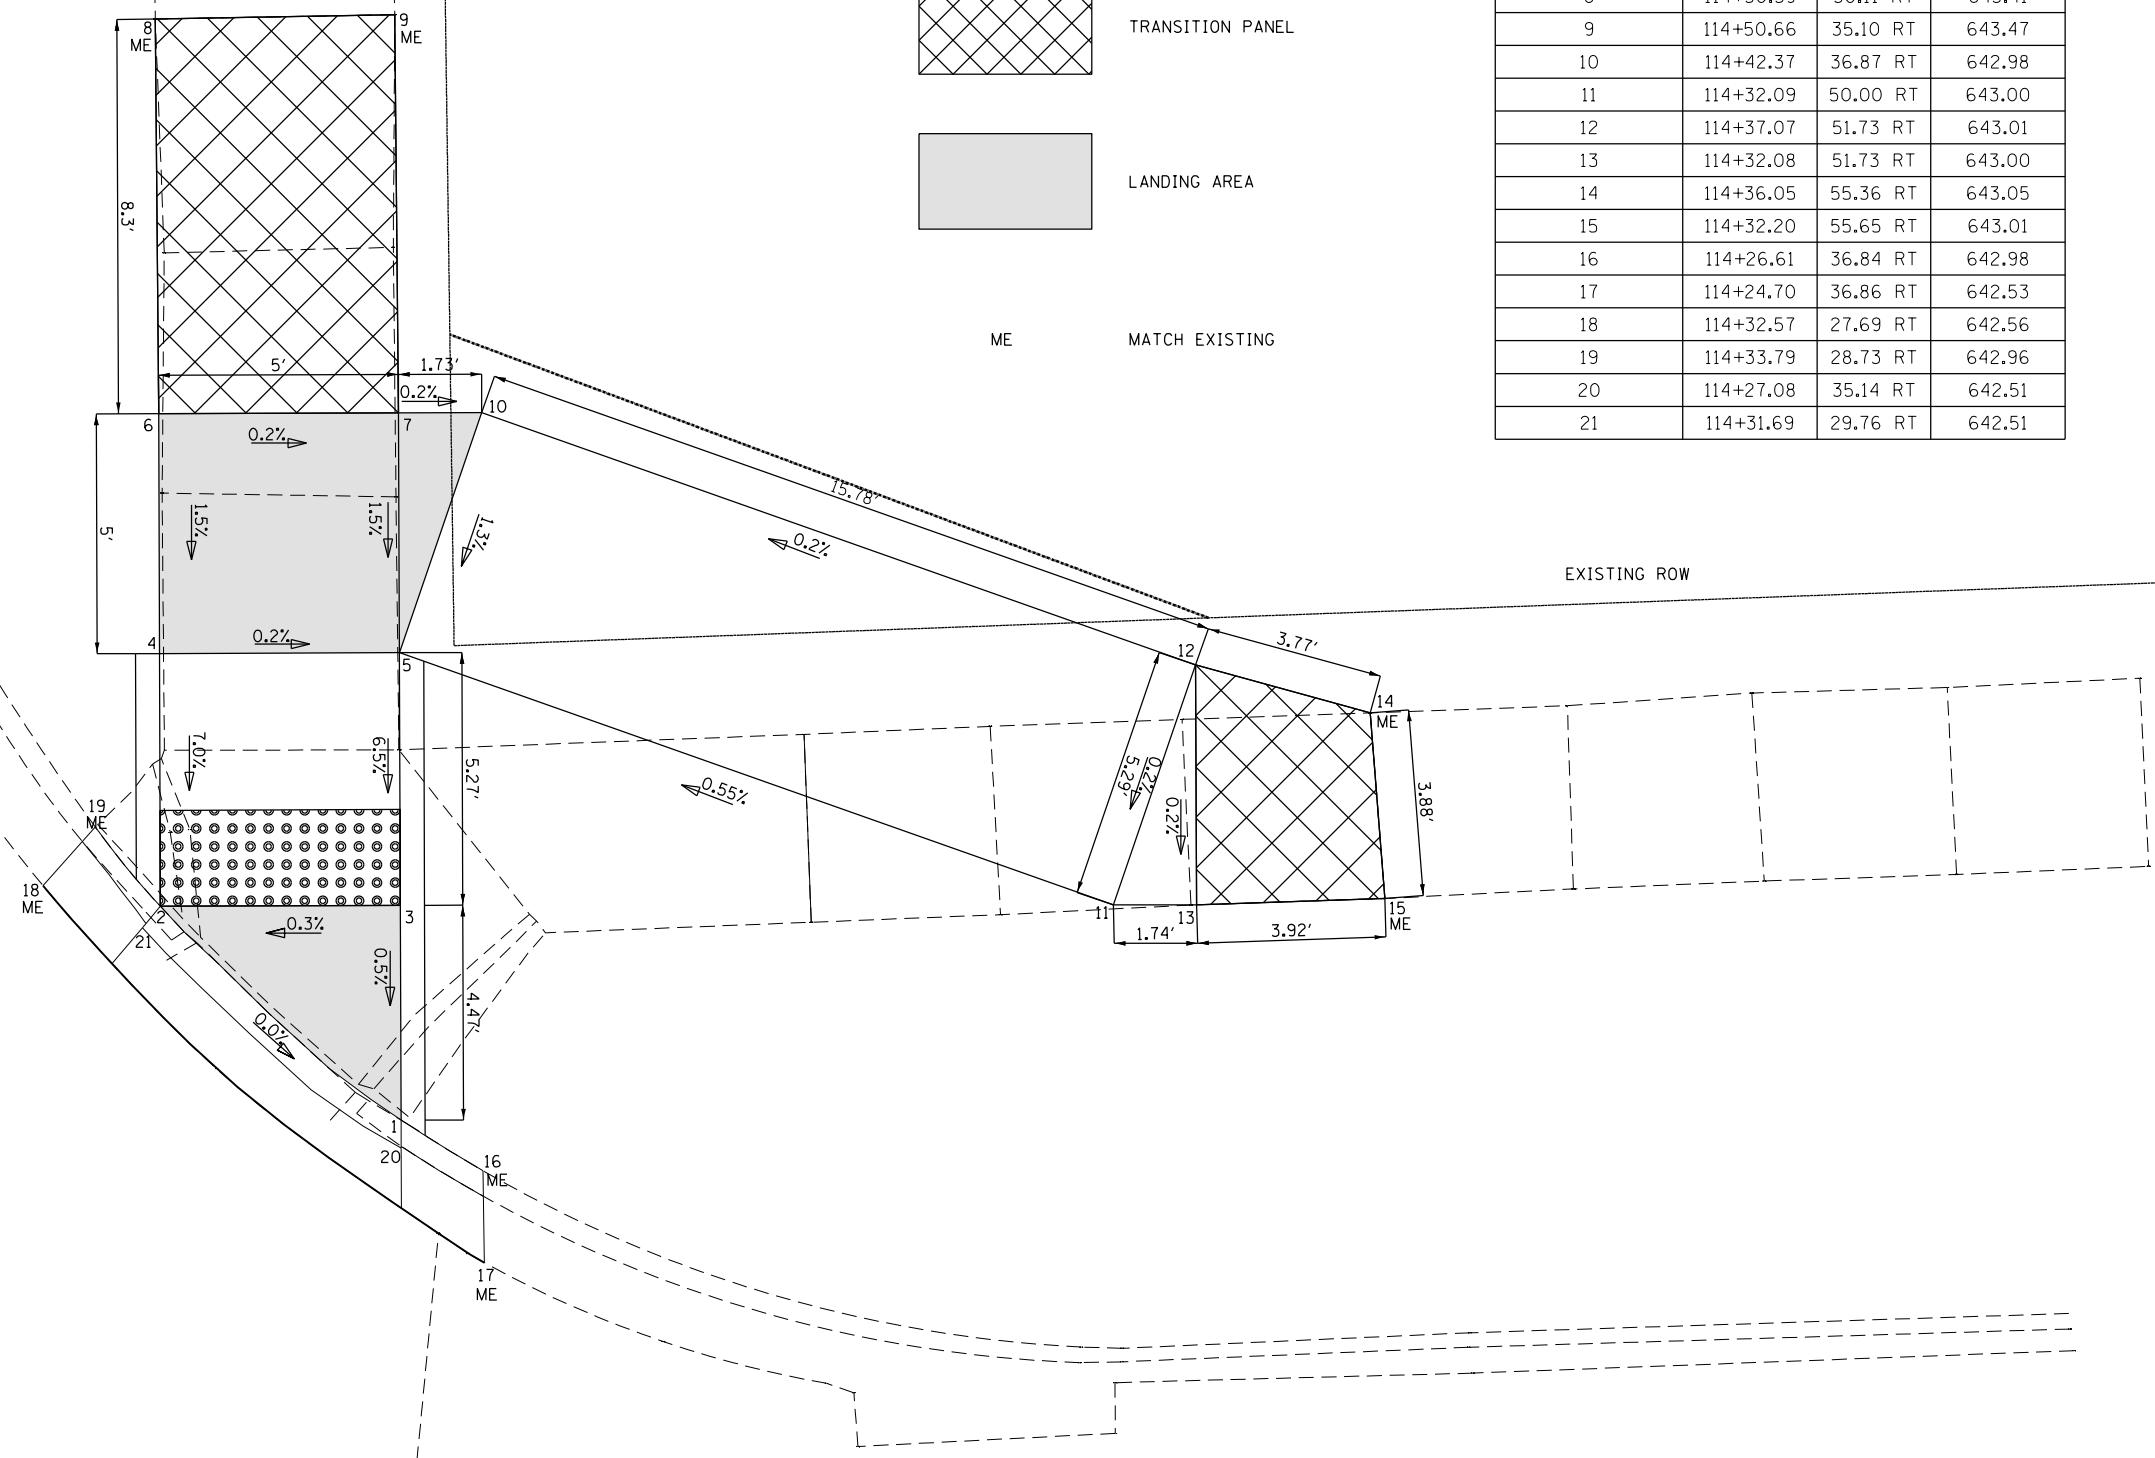 8
ME
9
ME
8.3'
5'
1.73'
0.2%
10
6
7
0.2%
1.5%
1.5%
1.3%
5'
0.2%
4
5
15.78'
0.2%
12
3.77'
14
ME
7.0%
6.5%
5.27'
0.55%
5.29'
0.2%
0.2%
3.88'
19
ME
18
ME
2
21
0.3%
3
11
13
15
ME
1.74'
3.92'
0.5%
4.47'
0.0%
1
20
16
ME
17
ME
TRANSITION PANEL
LANDING AREA
ME MATCH EXISTING
EXISTING ROW
9 114+50.66 35.10 RT 643.47
10 114+42.37 36.87 RT 642.98
11 114+32.09 50.00 RT 643.00
12 114+37.07 51.73 RT 643.01
13 114+32.08 51.73 RT 643.00
14 114+36.05 55.36 RT 643.05
15 114+32.20 55.65 RT 643.01
16 114+26.61 36.84 RT 642.98
17 114+24.70 36.86 RT 642.53
18 114+32.57 27.69 RT 642.56
19 114+33.79 28.73 RT 642.96
20 114+27.08 35.14 RT 642.51
21 114+31.69 29.76 RT 642.51